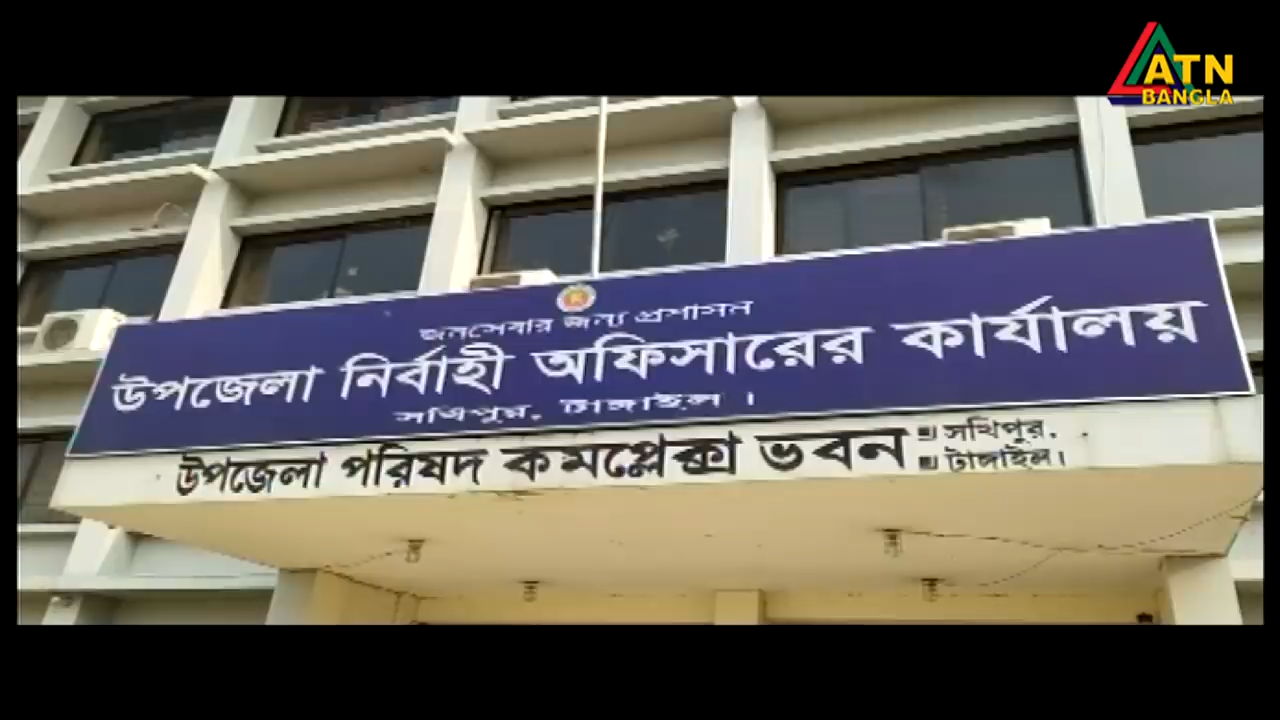 ATN
BANGLA
জনসেবার জন্য প্রশাসন
উপজেলা নির্বাহী অফিসারের কার্যালয়
সখিপুর, টাঙ্গাইল ।
উপজেলা পরিষদ কমপ্লেক্স ভবন
সখিপুর,
টাঙ্গাইল।